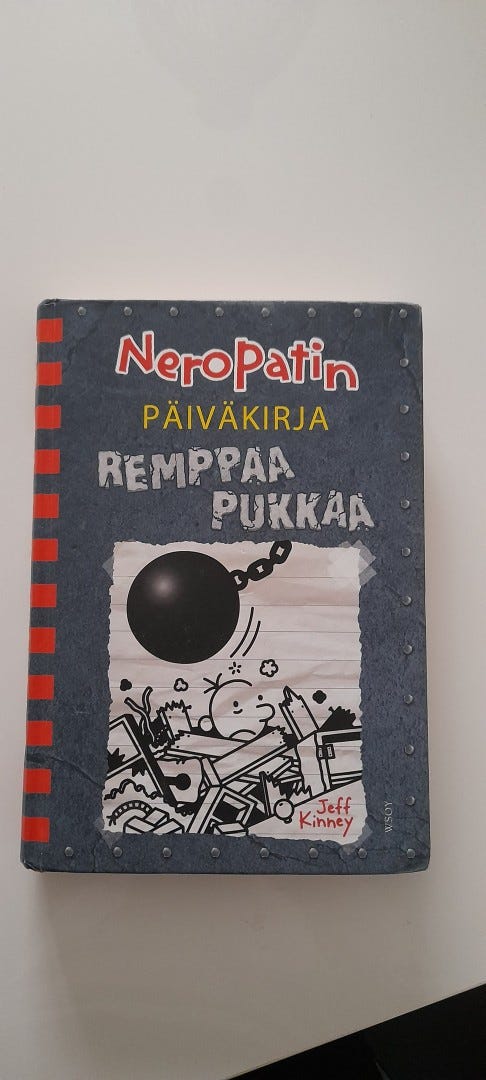 Neropatin
PÄIVÄKIRJA
REMPPAA
PUKKAA
Jeff
Kinney
WSOY